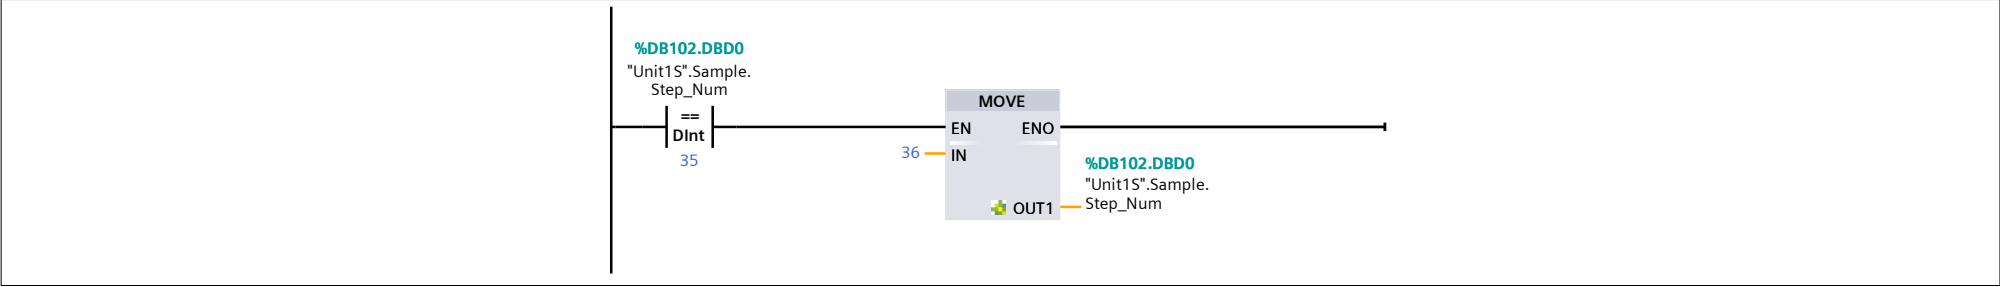 %DB102.DBD0
"Unit1S".Sample.
Step_Num
==
DInt
35
MOVE
EN ENO
36 IN
OUT1
%DB102.DBD0
"Unit1S".Sample.
Step_Num